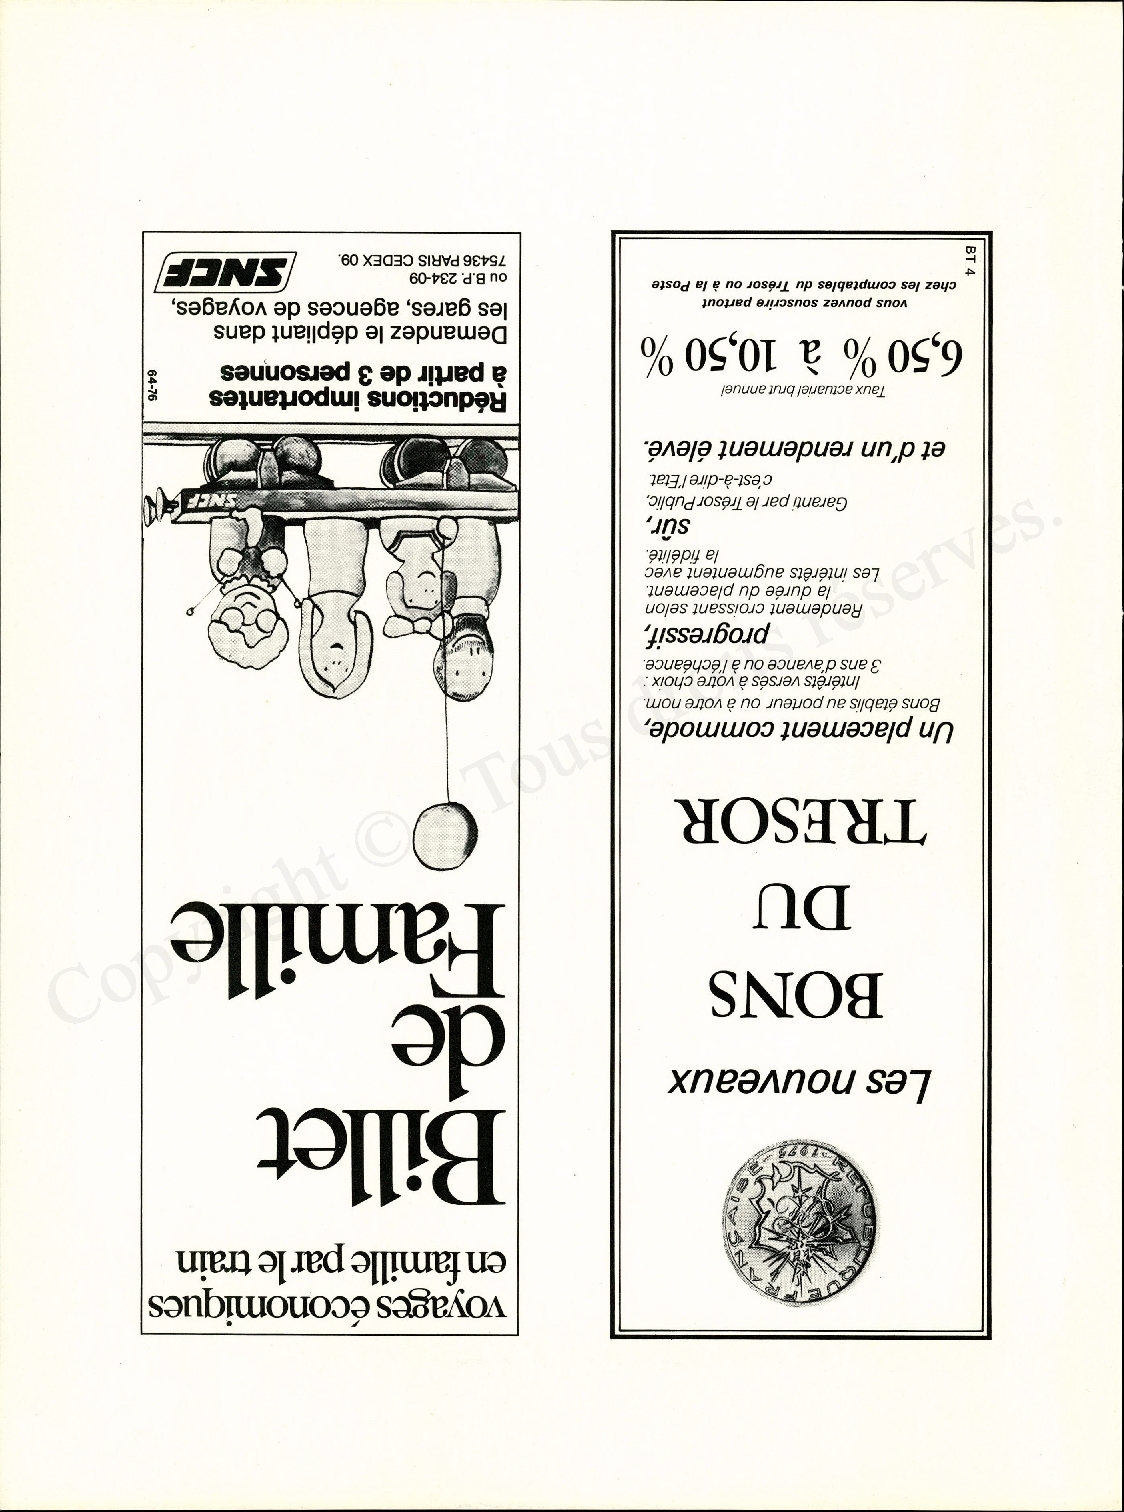 Les nouveaux
BONS
DU
TRESOR
Un placement commode,
Bons établis au porteur ou à votre nom.
Intérêts versés à votre choix :
3 ans d'avance ou à l'échéance.
progressif,
Rendement croissant selon
la durée du placement.
Les intérêts augmentent avec
la fidélité.
sûr,
Garanti par le Trésor Public,
c'est-à-dire l'Etat.
et d'un rendement élevé.
Taux actuariel brut annuel
6,50 % à 10,50 %
vous pouvez souscrire partout
chez les comptables du Trésor ou à la Poste
BT 4
REPUBLIQUE FRANÇAISE - 1975 -
voyages économiques
en famille par le train
Billet
de
Famille
SNCF
Réductions importantes
à partir de 3 personnes
64-76
Demandez le dépliant dans
les gares, agences de voyages,
ou B.P. 234-09
75436 PARIS CEDEX 09.
SNCF
Copyright © Tous droits réservés.